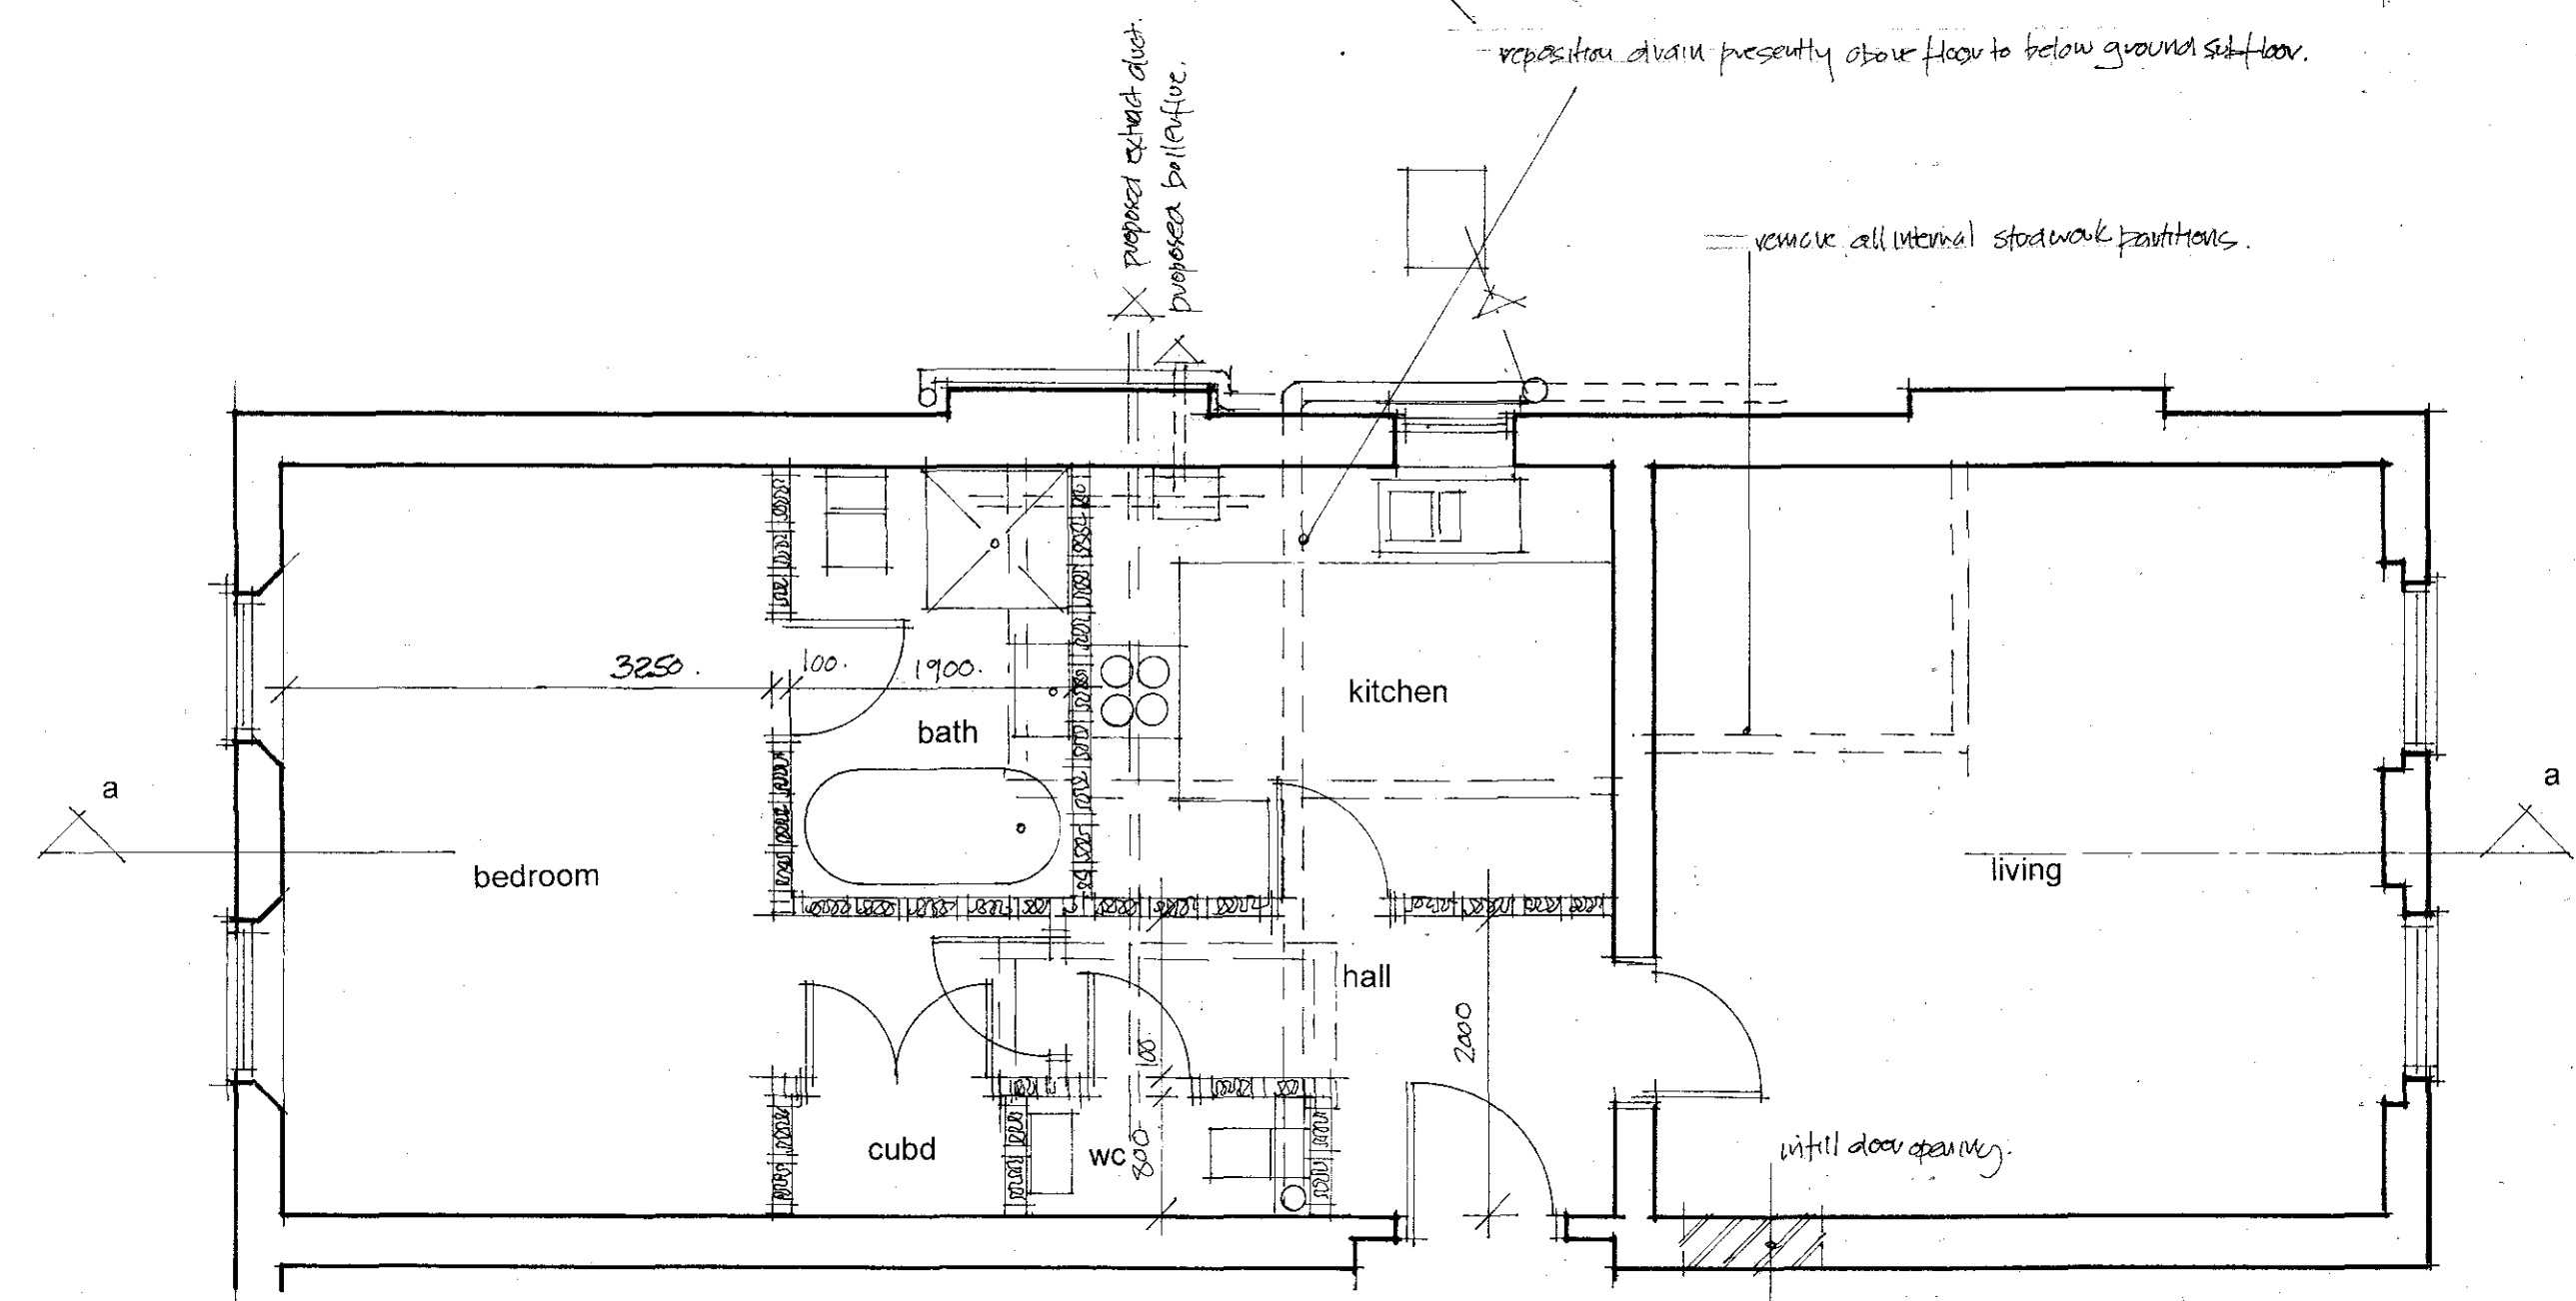 reposition drain presently above floor to below ground subfloor.
proposed extract duct.
proposed boiler flue.
remove all internal studwork partitions.
3250.
100.
1900.
bath
kitchen
a
a
bedroom
living
hall
2000
100
infill door opening.
cubd
wc
800